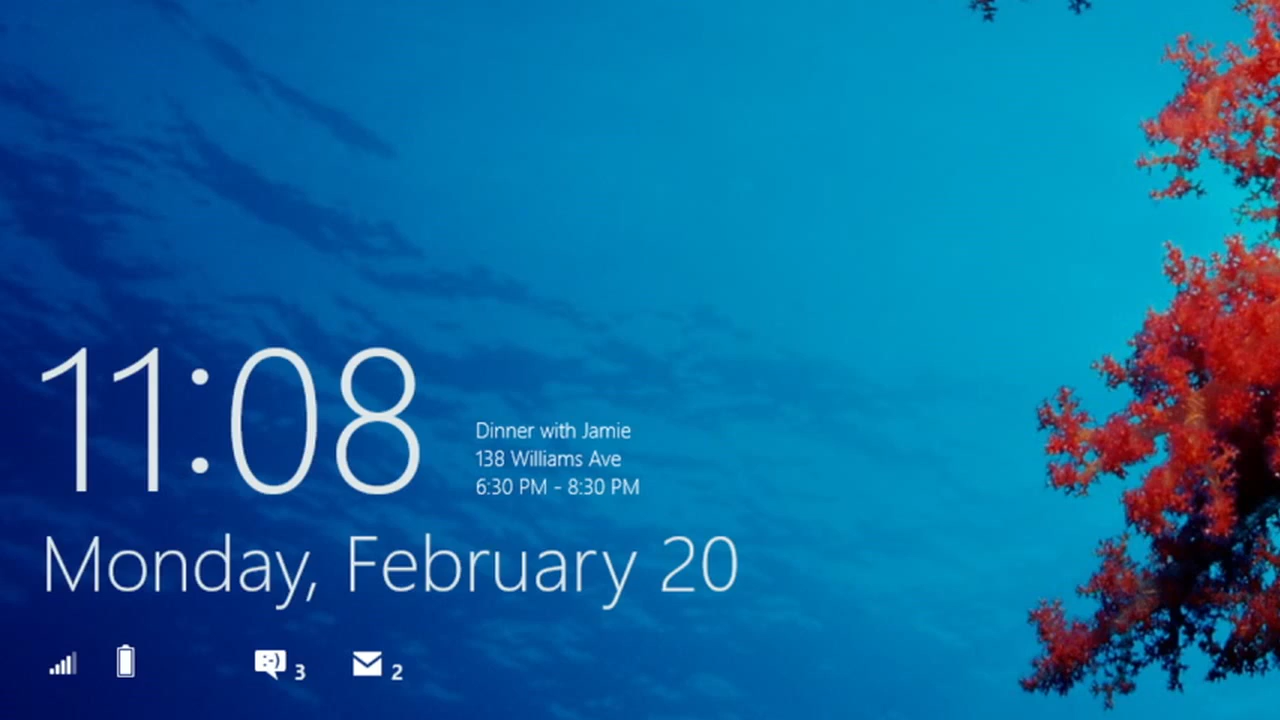 11:08
Dinner with Jamie
138 Williams Ave
6:30 PM - 8:30 PM
Monday, February 20
:-) 3
2